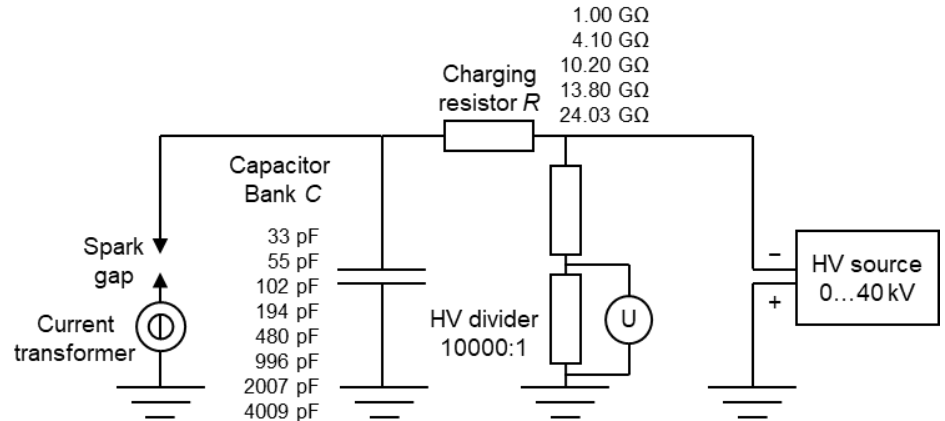 1.00 GΩ
4.10 GΩ
10.20 GΩ
13.80 GΩ
24.03 GΩ
Charging
resistor R
Capacitor
Bank C
33 pF
55 pF
102 pF
194 pF
480 pF
996 pF
2007 pF
4009 pF
Spark
gap
Current
transformer
HV divider
10000:1
U
−
+
HV source
0…40 kV